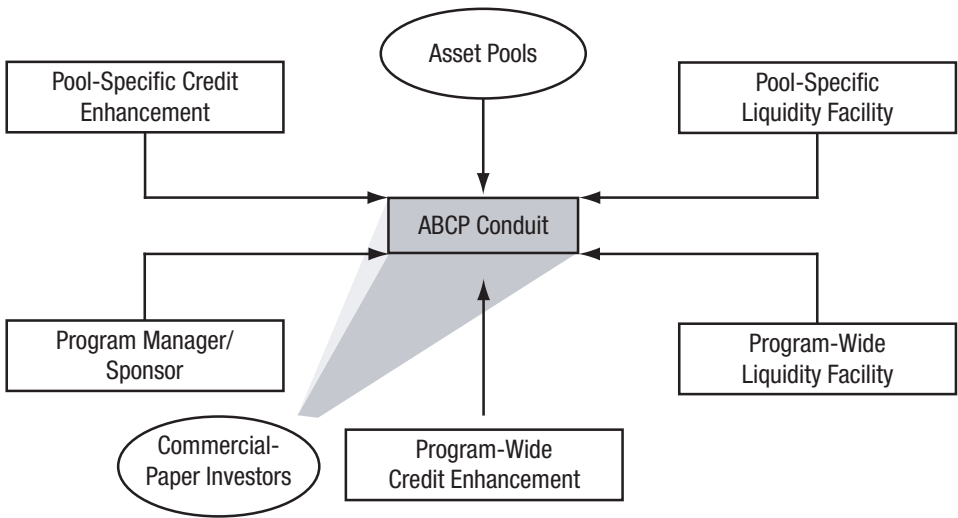 Asset Pools
Pool-Specific Credit
Enhancement
Pool-Specific
Liquidity Facility
ABCP Conduit
Program Manager/
Sponsor
Program-Wide
Liquidity Facility
Commercial-
Paper Investors
Program-Wide
Credit Enhancement